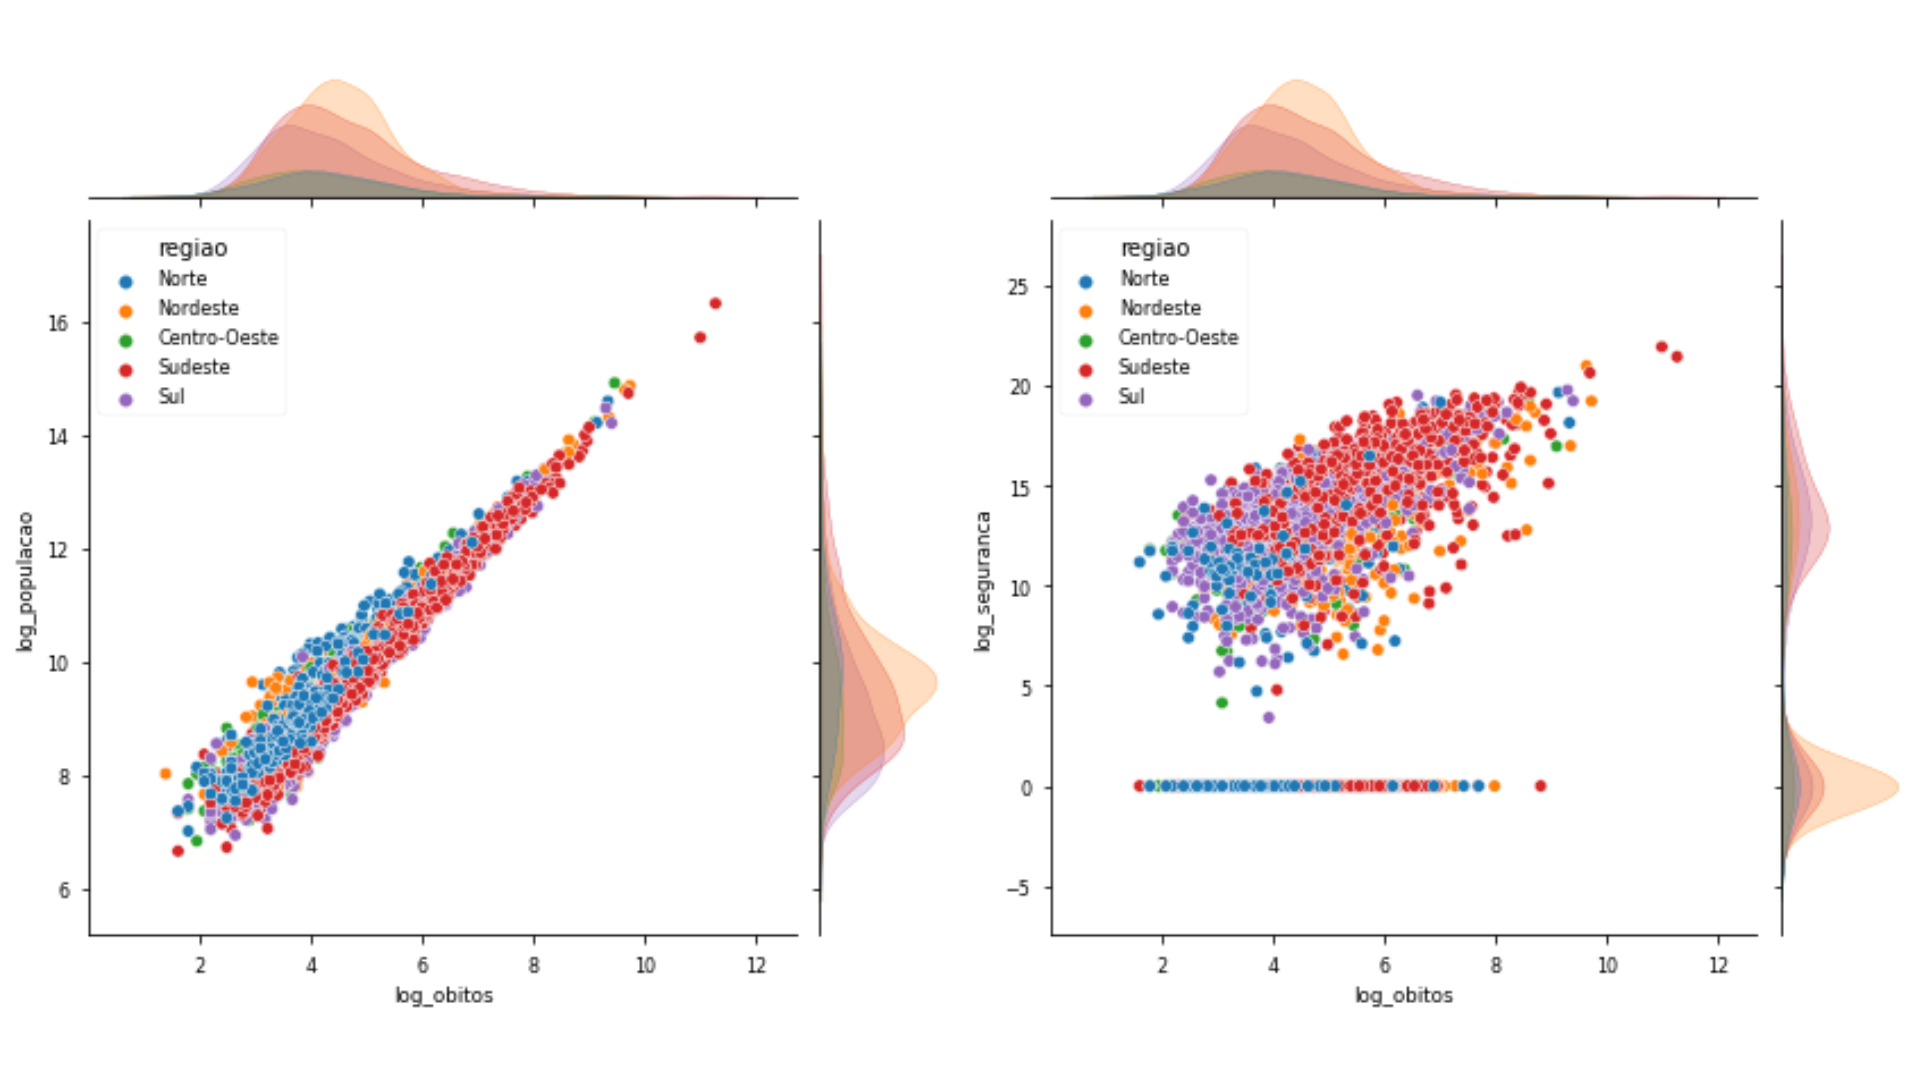 regiao
Norte
Nordeste
Centro-Oeste
Sudeste
Sul
16
14
12
10
8
6
log_populacao
2 4 6 8 10 12
log_obitos
regiao
Norte
Nordeste
Centro-Oeste
Sudeste
Sul
25
20
15
10
5
0
−5
log_seguranca
2 4 6 8 10 12
log_obitos